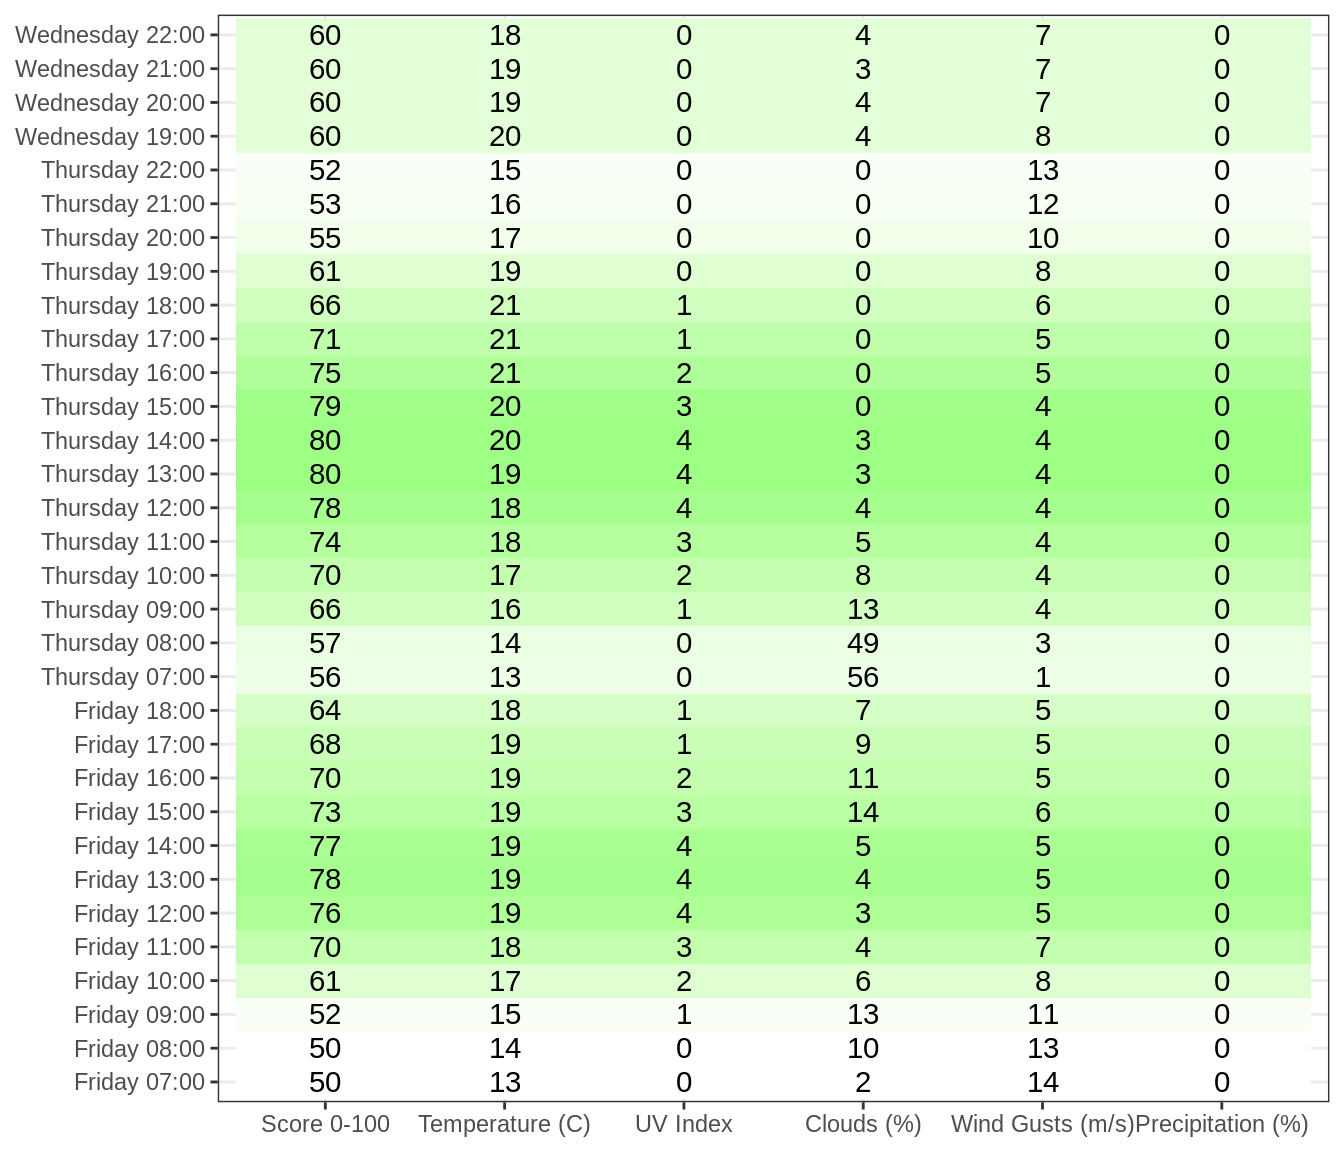 Wednesday 22:00 60 18 0 4 7 0
Wednesday 21:00 60 19 0 3 7 0
Wednesday 20:00 60 19 0 4 7 0
Wednesday 19:00 60 20 0 4 8 0
Thursday 22:00 52 15 0 0 13 0
Thursday 21:00 53 16 0 0 12 0
Thursday 20:00 55 17 0 0 10 0
Thursday 19:00 61 19 0 0 8 0
Thursday 18:00 66 21 1 0 6 0
Thursday 17:00 71 21 1 0 5 0
Thursday 16:00 75 21 2 0 5 0
Thursday 15:00 79 20 3 0 4 0
Thursday 14:00 80 20 4 3 4 0
Thursday 13:00 80 19 4 3 4 0
Thursday 12:00 78 18 4 4 4 0
Thursday 11:00 74 18 3 5 4 0
Thursday 10:00 70 17 2 8 4 0
Thursday 09:00 66 16 1 13 4 0
Thursday 08:00 57 14 0 49 3 0
Thursday 07:00 56 13 0 56 1 0
Friday 18:00 64 18 1 7 5 0
Friday 17:00 68 19 1 9 5 0
Friday 16:00 70 19 2 11 5 0
Friday 15:00 73 19 3 14 6 0
Friday 14:00 77 19 4 5 5 0
Friday 13:00 78 19 4 4 5 0
Friday 12:00 76 19 4 3 5 0
Friday 11:00 70 18 3 4 7 0
Friday 10:00 61 17 2 6 8 0
Friday 09:00 52 15 1 13 11 0
Friday 08:00 50 14 0 10 13 0
Friday 07:00 50 13 0 2 14 0
Score 0-100 Temperature (C) UV Index Clouds (%) Wind Gusts (m/s) Precipitation (%)